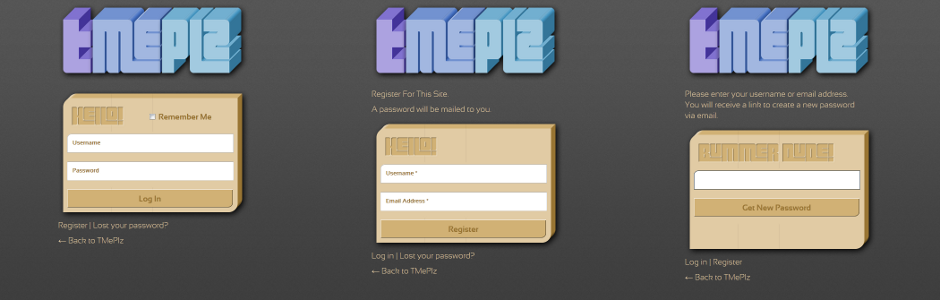 TMEPlz
HELLO!
Remember Me
Username
Password
Log In
Register | Lost your password?
← Back to TMePlz
TMEPlz
Register For This Site
A password will be mailed to you.
HELLO!
Username *
Email Address *
Register
Log in | Lost your password?
← Back to TMePlz
TMEPlz
Please enter your username or email address.
You will receive a link to create a new password
via email.
BUMMER DUDE!
Get New Password
Log in | Register
← Back to TMePlz